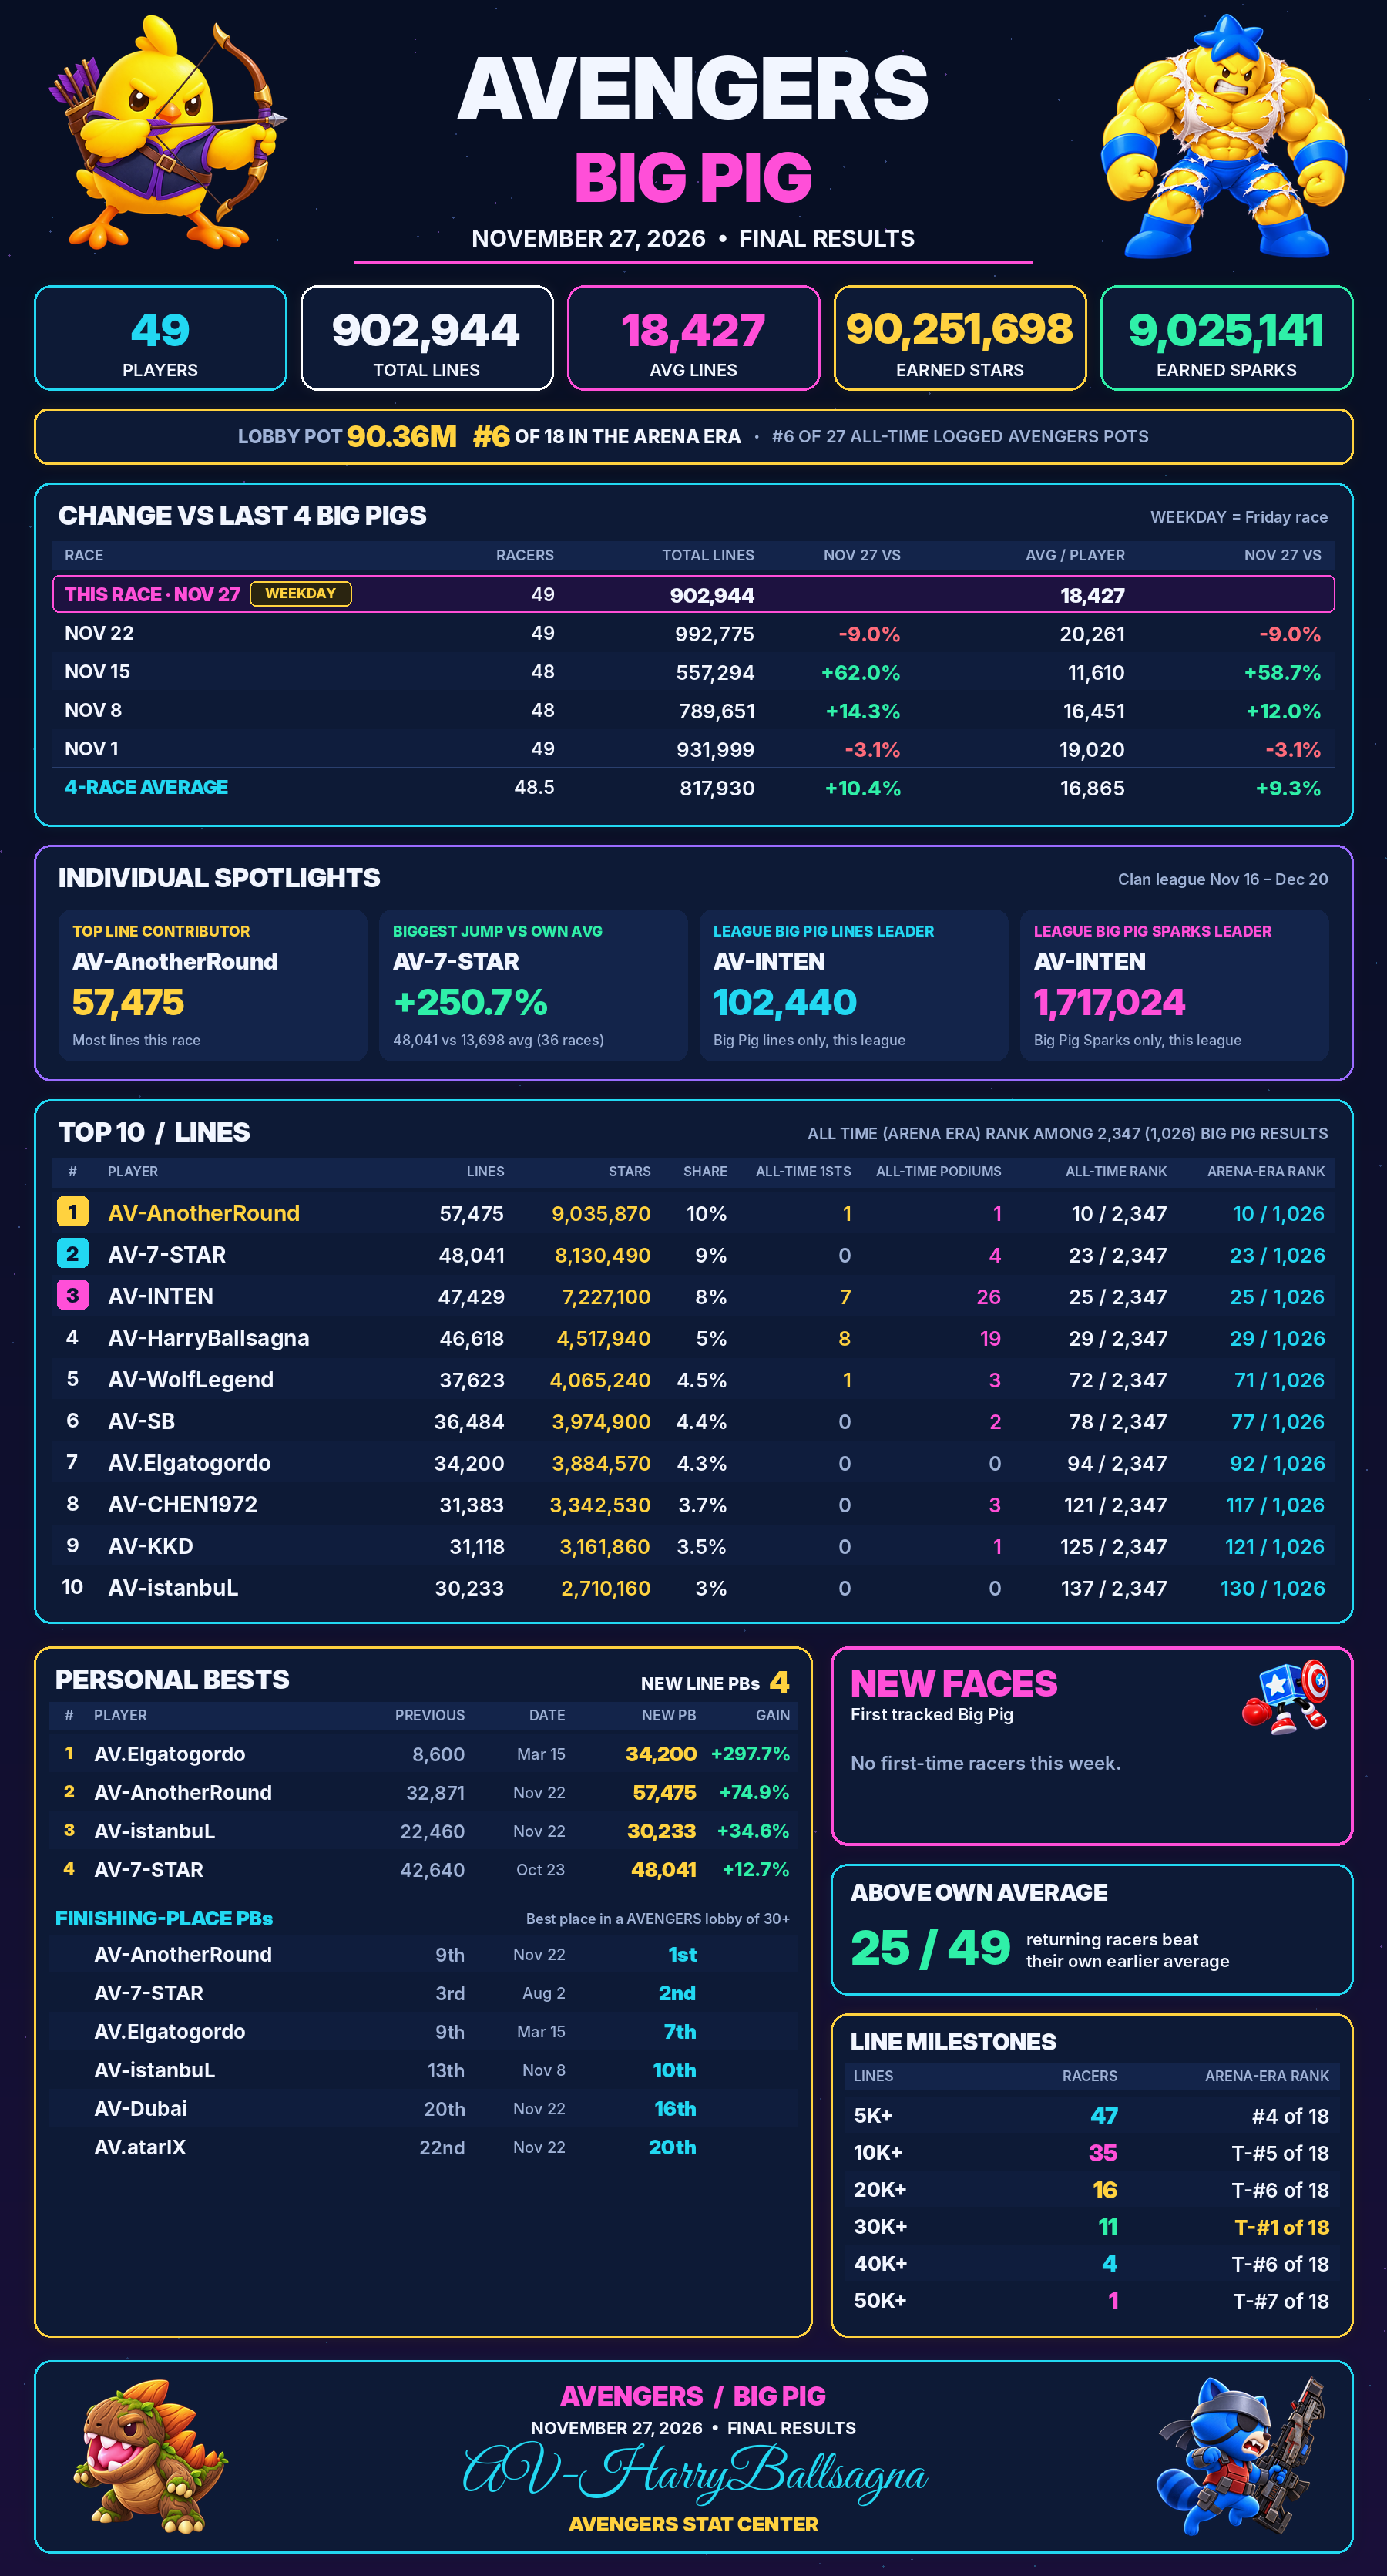 AVENGERS
BIG PIG
NOVEMBER 27, 2026 • FINAL RESULTS
49
PLAYERS
902,944
TOTAL LINES
18,427
AVG LINES
90,251,698
EARNED STARS
9,025,141
EARNED SPARKS
LOBBY POT 90.36M #6 OF 18 IN THE ARENA ERA · #6 OF 27 ALL-TIME LOGGED AVENGERS POTS
CHANGE VS LAST 4 BIG PIGS WEEKDAY = Friday race
RACE RACERS TOTAL LINES NOV 27 VS AVG / PLAYER NOV 27 VS
THIS RACE · NOV 27 WEEKDAY 49 902,944 18,427
NOV 22 49 992,775 -9.0% 20,261 -9.0%
NOV 15 48 557,294 +62.0% 11,610 +58.7%
NOV 8 48 789,651 +14.3% 16,451 +12.0%
NOV 1 49 931,999 -3.1% 19,020 -3.1%
4-RACE AVERAGE 48.5 817,930 +10.4% 16,865 +9.3%
INDIVIDUAL SPOTLIGHTS Clan league Nov 16 – Dec 20
TOP LINE CONTRIBUTOR
AV-AnotherRound
57,475
Most lines this race
BIGGEST JUMP VS OWN AVG
AV-7-STAR
+250.7%
48,041 vs 13,698 avg (36 races)
LEAGUE BIG PIG LINES LEADER
AV-INTEN
102,440
Big Pig lines only, this league
LEAGUE BIG PIG SPARKS LEADER
AV-INTEN
1,717,024
Big Pig Sparks only, this league
TOP 10 / LINES ALL TIME (ARENA ERA) RANK AMONG 2,347 (1,026) BIG PIG RESULTS
# PLAYER LINES STARS SHARE ALL-TIME 1STS ALL-TIME PODIUMS ALL-TIME RANK ARENA-ERA RANK
1 AV-AnotherRound 57,475 9,035,870 10% 1 1 10 / 2,347 10 / 1,026
2 AV-7-STAR 48,041 8,130,490 9% 0 4 23 / 2,347 23 / 1,026
3 AV-INTEN 47,429 7,227,100 8% 7 26 25 / 2,347 25 / 1,026
4 AV-HarryBallsagna 46,618 4,517,940 5% 8 19 29 / 2,347 29 / 1,026
5 AV-WolfLegend 37,623 4,065,240 4.5% 1 3 72 / 2,347 71 / 1,026
6 AV-SB 36,484 3,974,900 4.4% 0 2 78 / 2,347 77 / 1,026
7 AV.Elgatogordo 34,200 3,884,570 4.3% 0 0 94 / 2,347 92 / 1,026
8 AV-CHEN1972 31,383 3,342,530 3.7% 0 3 121 / 2,347 117 / 1,026
9 AV-KKD 31,118 3,161,860 3.5% 0 1 125 / 2,347 121 / 1,026
10 AV-istanbuL 30,233 2,710,160 3% 0 0 137 / 2,347 130 / 1,026
PERSONAL BESTS NEW LINE PBs 4
# PLAYER PREVIOUS DATE NEW PB GAIN
1 AV.Elgatogordo 8,600 Mar 15 34,200 +297.7%
2 AV-AnotherRound 32,871 Nov 22 57,475 +74.9%
3 AV-istanbuL 22,460 Nov 22 30,233 +34.6%
4 AV-7-STAR 42,640 Oct 23 48,041 +12.7%
FINISHING-PLACE PBs Best place in a AVENGERS lobby of 30+
AV-AnotherRound 9th Nov 22 1st
AV-7-STAR 3rd Aug 2 2nd
AV.Elgatogordo 9th Mar 15 7th
AV-istanbuL 13th Nov 8 10th
AV-Dubai 20th Nov 22 16th
AV.atarIX 22nd Nov 22 20th
NEW FACES
First tracked Big Pig
No first-time racers this week.
ABOVE OWN AVERAGE
25 / 49 returning racers beat
their own earlier average
LINE MILESTONES
LINES RACERS ARENA-ERA RANK
5K+ 47 #4 of 18
10K+ 35 T-#5 of 18
20K+ 16 T-#6 of 18
30K+ 11 T-#1 of 18
40K+ 4 T-#6 of 18
50K+ 1 T-#7 of 18
AVENGERS / BIG PIG
NOVEMBER 27, 2026 • FINAL RESULTS
AV-HarryBallsagna
AVENGERS STAT CENTER